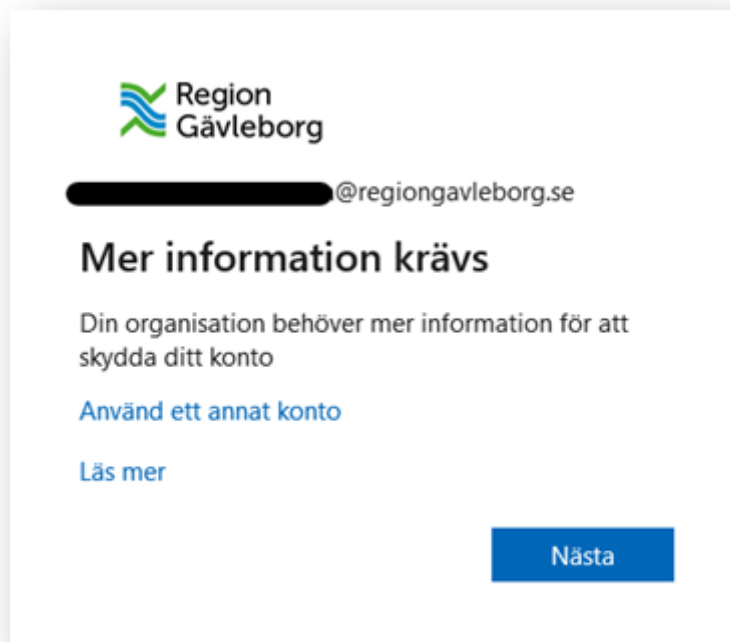 Region
Gävleborg
@regiongavleborg.se
Mer information krävs
Din organisation behöver mer information för att
skydda ditt konto
Använd ett annat konto
Läs mer
Nästa